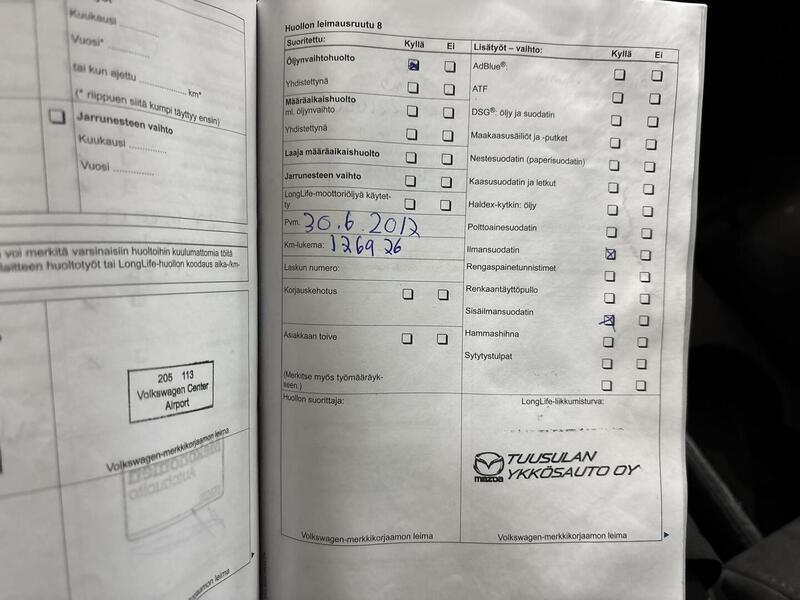 Kuukausi
Vuosi*
tai kun ajettu ................... km*
(* riippuen siitä kumpi täyttyy ensin)
Jarrunesteen vaihto
Kuukausi ...............
Vuosi ...............
voi merkitä varsinaisiin huoltoihin kuulumattomia töitä
laitteen huoltotyöt tai LongLife-huollon koodaus aika-/km-
205 113
Volkswagen Center
Airport
Volkswagen-merkkikorjaamon leima
Huollon leimausruutu 8
Suoritettu: Kyllä Ei
Öljynvaihtohuolto
Yhdistettynä
Määräaikaishuolto
ml. öljynvaihto
Yhdistettynä
Laaja määräaikaishuolto
Jarrunesteen vaihto
LongLife-moottoriöljyä käytet-
ty
Pvm. 30.6.2012
Km-lukema: 126926
Laskun numero:
Korjauskehotus
Asiakkaan toive
(Merkitse myös työmääräyk-
seen.)
Huollon suorittaja:
Volkswagen-merkkikorjaamon leima
Lisätyöt – vaihto: Kyllä Ei
AdBlue®:
ATF
DSG®: öljy ja suodatin
Maakaasusäiliöt ja -putket
Nestesuodatin (paperisuodatin)
Kaasusuodatin ja letkut
Haldex-kytkin: öljy
Polttoainesuodatin
Ilmansuodatin
Rengaspainetunnistimet
Renkaantäyttöpullo
Sisäilmansuodatin
Hammashihna
Sytytystulpat
LongLife-liikkumisturva:
mazda
TUUSULAN
YKKÖSAUTO OY
Volkswagen-merkkikorjaamon leima